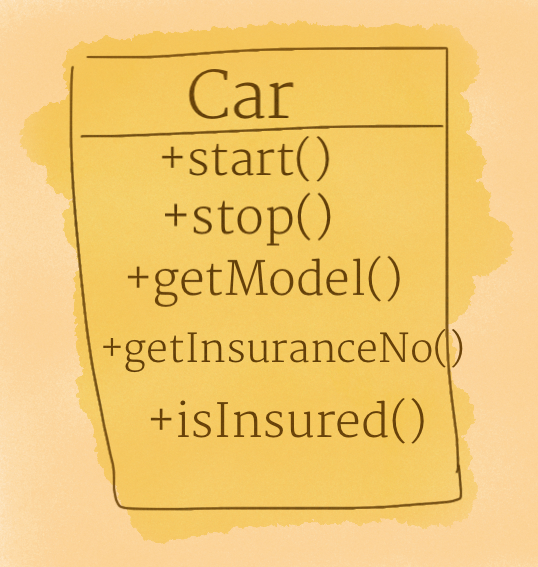 Car
+start()
+stop()
+getModel()
+getInsuranceNo()
+isInsured()